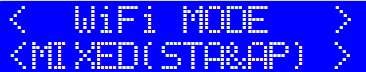 <   WiFi MODE    >
<MIXED(STA&AP) >